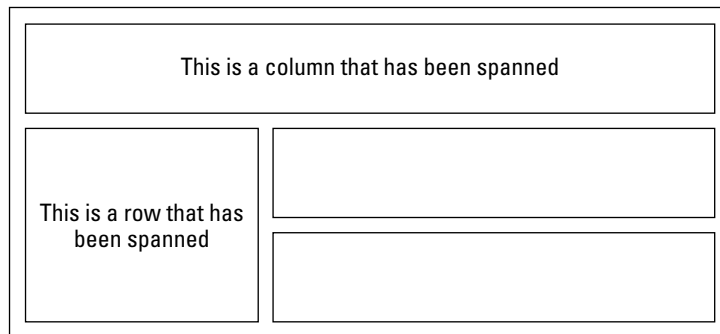 This is a column that has been spanned
This is a row that has
been spanned